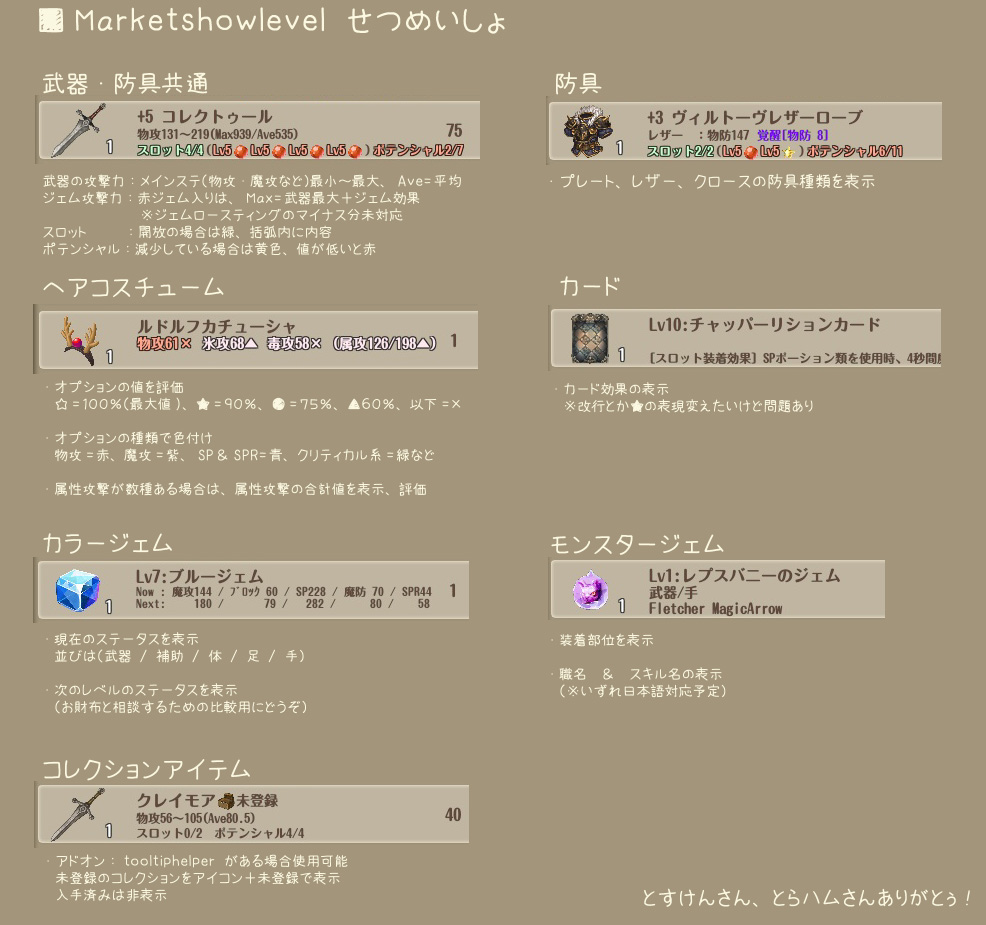 Marketshowlevel せつめいしょ
武器・防具共通
+5 コレクトゥール
物攻131～219(Max939/Ave535)
75
1
スロット4/4(Lv5 Lv5 Lv5 Lv5 ) ポテンシャル2/7
武器の攻撃力：メインステ(物攻・魔攻など)最小～最大、Ave=平均
ジェム攻撃力：赤ジェム入りは、Max=武器最大＋ジェム効果
※ジェムロースティングのマイナス分未対応
スロット　　：開放の場合は緑、括弧内に内容
ポテンシャル：減少している場合は黄色、値が低いと赤
防具
+3 ヴィルトーヴレザーローブ
レザー　：物防147 覚醒[物防 8]
1
スロット2/2(Lv5 Lv5 ★ ) ポテンシャル6/11
・プレート、レザー、クロースの防具種類を表示
ヘアコスチューム
ルドルフカチューシャ
1
物攻61× 氷攻68▲ 毒攻58× (属攻126/198▲)
1
・オプションの値を評価
☆=100%(最大値)、★=90%、●=75%、▲60%、以下=×
・オプションの種類で色付け
物攻=赤、魔攻=紫、SP& SPR=青、クリティカル系=緑など
・属性攻撃が数種ある場合は、属性攻撃の合計値を表示、評価
カード
Lv10:チャッパーリションカード
1
[スロット装着効果] SPポーション類を使用時、4秒間
・カード効果の表示
※改行とか★の表現変えたいけど問題あり
カラージェム
Lv7:ブルージェム
Now : 魔攻144 / ブロック 60 / SP228 / 魔防 70 / SPR44
1
1
Next: 180 / 79 / 282 / 80 / 58
・現在のステータスを表示
並びは(武器 / 補助 / 体 / 足 / 手)
・次のレベルのステータスを表示
(お財布と相談するための比較用にどうぞ)
モンスタージェム
Lv1:レプスバニーのジェム
武器/手
1
Fletcher MagicArrow
・装着部位を表示
・職名　＆　スキル名の表示
(※いずれ日本語対応予定)
コレクションアイテム
クレイモア 未登録
物攻56～105(Ave80.5)
40
1
スロット0/2 ポテンシャル4/4
・アドオン： tooltiphelper がある場合使用可能
未登録のコレクションをアイコン＋未登録で表示
入手済みは非表示
とすけんさん、とらハムさんありがとぅ！